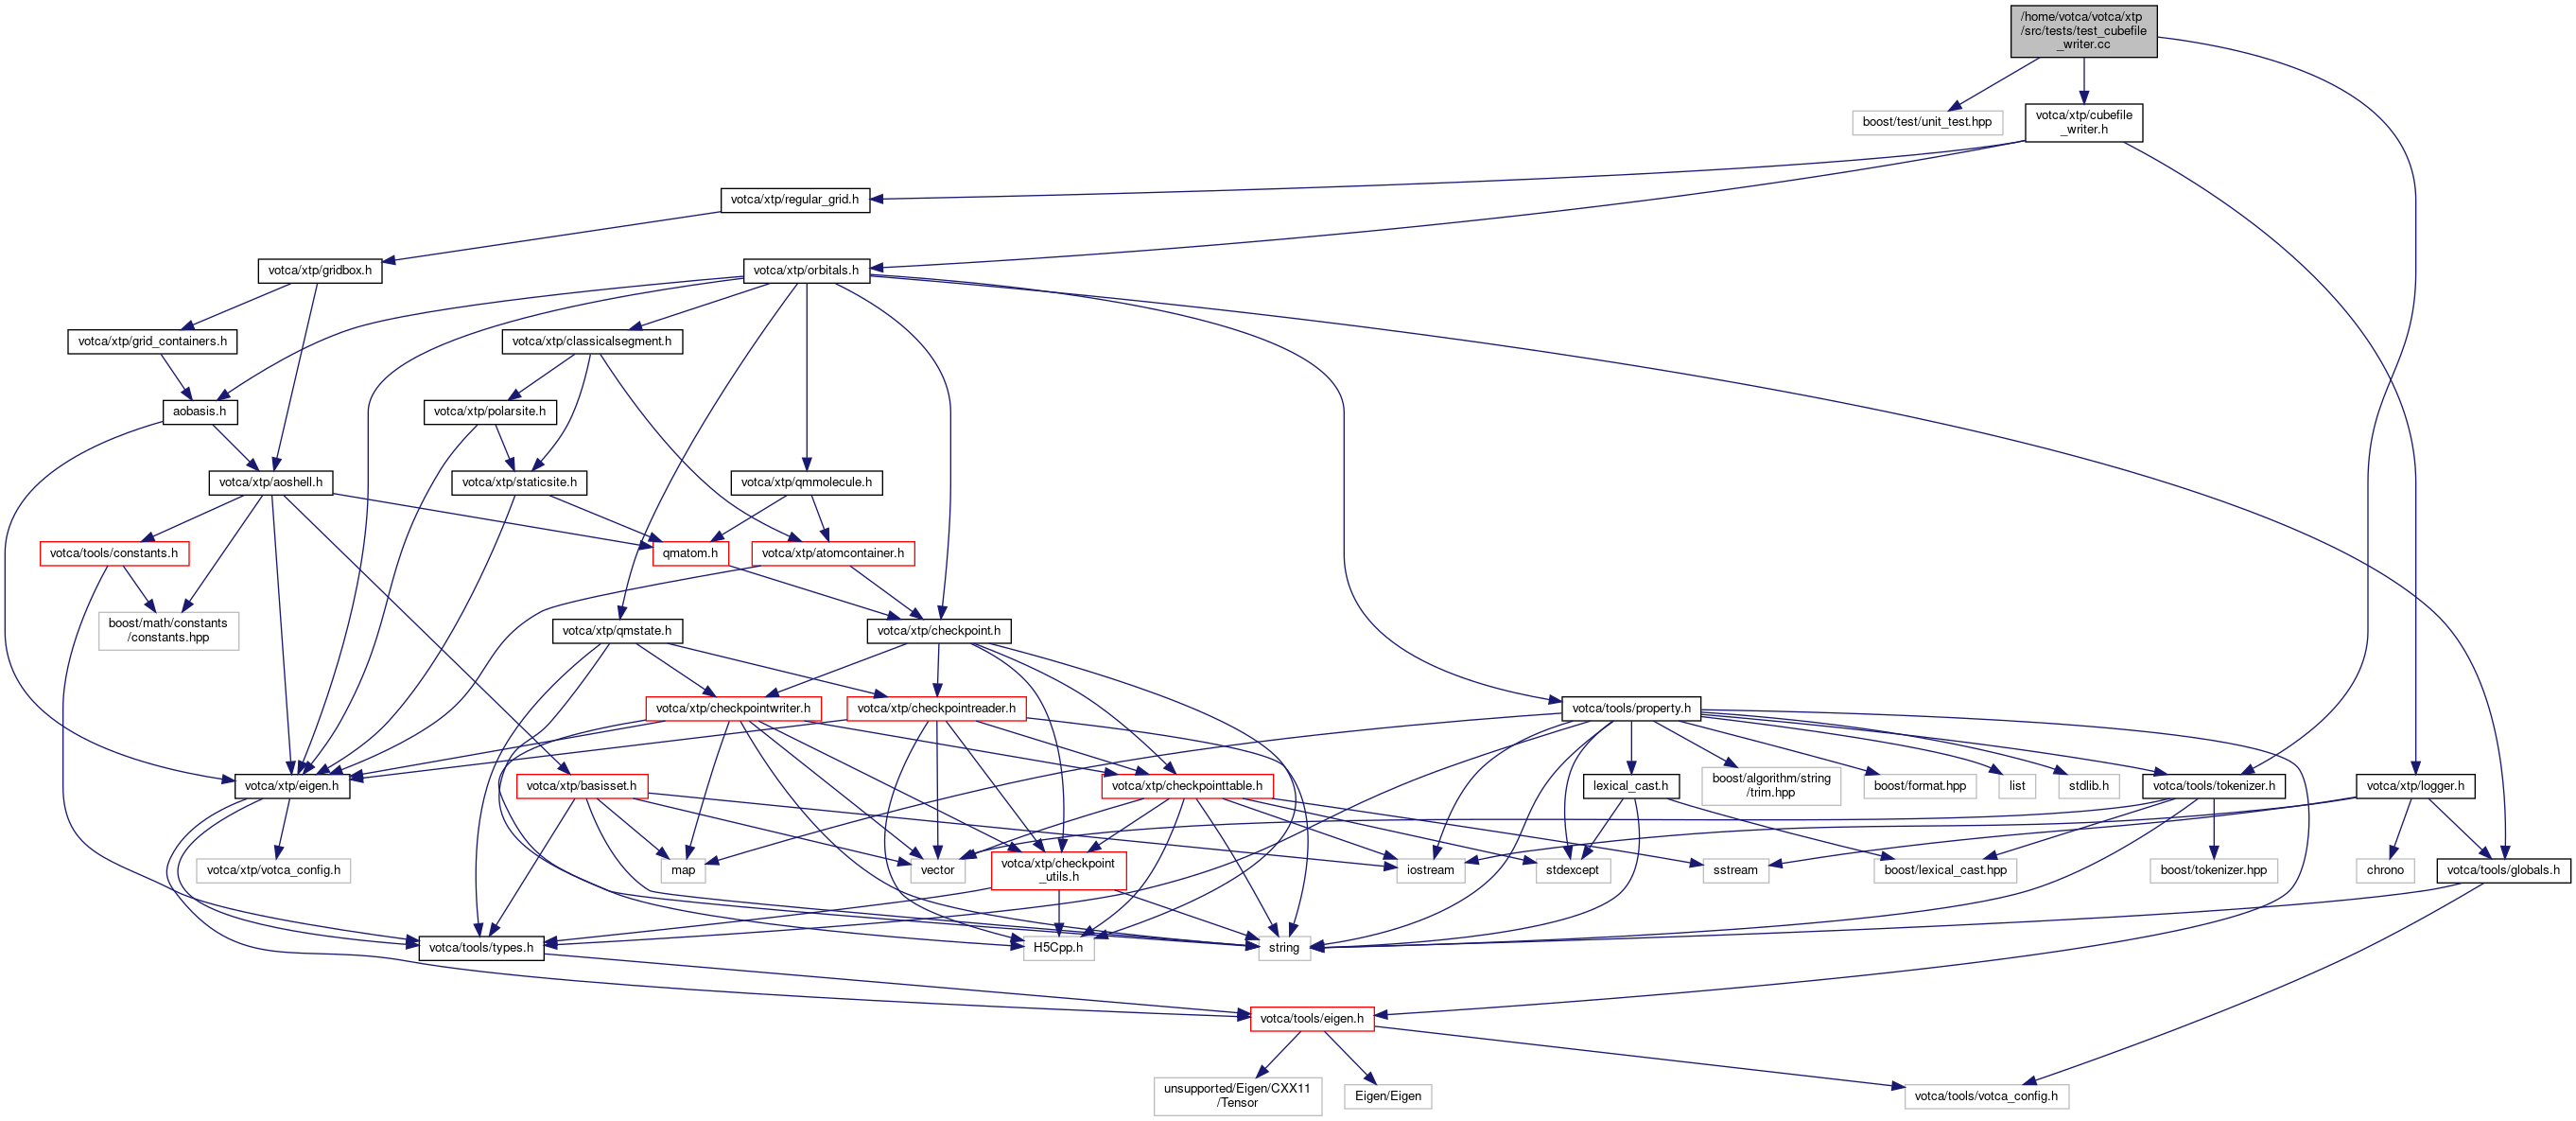 /home/votca/votca/xtp
/src/tests/test_cubefile
_writer.cc
boost/test/unit_test.hpp
votca/xtp/cubefile
_writer.h
votca/xtp/regular_grid.h
votca/xtp/gridbox.h
votca/xtp/orbitals.h
votca/xtp/grid_containers.h
votca/xtp/classicalsegment.h
aobasis.h
votca/xtp/polarsite.h
votca/xtp/aoshell.h
votca/xtp/staticsite.h
votca/xtp/qmmolecule.h
votca/tools/constants.h
qmatom.h
votca/xtp/atomcontainer.h
boost/math/constants
/constants.hpp
votca/xtp/qmstate.h
votca/xtp/checkpoint.h
votca/xtp/checkpointwriter.h
votca/xtp/checkpointreader.h
votca/tools/property.h
votca/xtp/eigen.h
votca/xtp/basisset.h
votca/xtp/checkpointtable.h
lexical_cast.h
boost/algorithm/string
/trim.hpp
boost/format.hpp
list
stdlib.h
votca/tools/tokenizer.h
votca/xtp/logger.h
votca/xtp/votca_config.h
map
vector
votca/xtp/checkpoint
_utils.h
iostream
stdexcept
sstream
boost/lexical_cast.hpp
boost/tokenizer.hpp
chrono
votca/tools/globals.h
votca/tools/types.h
H5Cpp.h
string
votca/tools/eigen.h
unsupported/Eigen/CXX11
/Tensor
Eigen/Eigen
votca/tools/votca_config.h